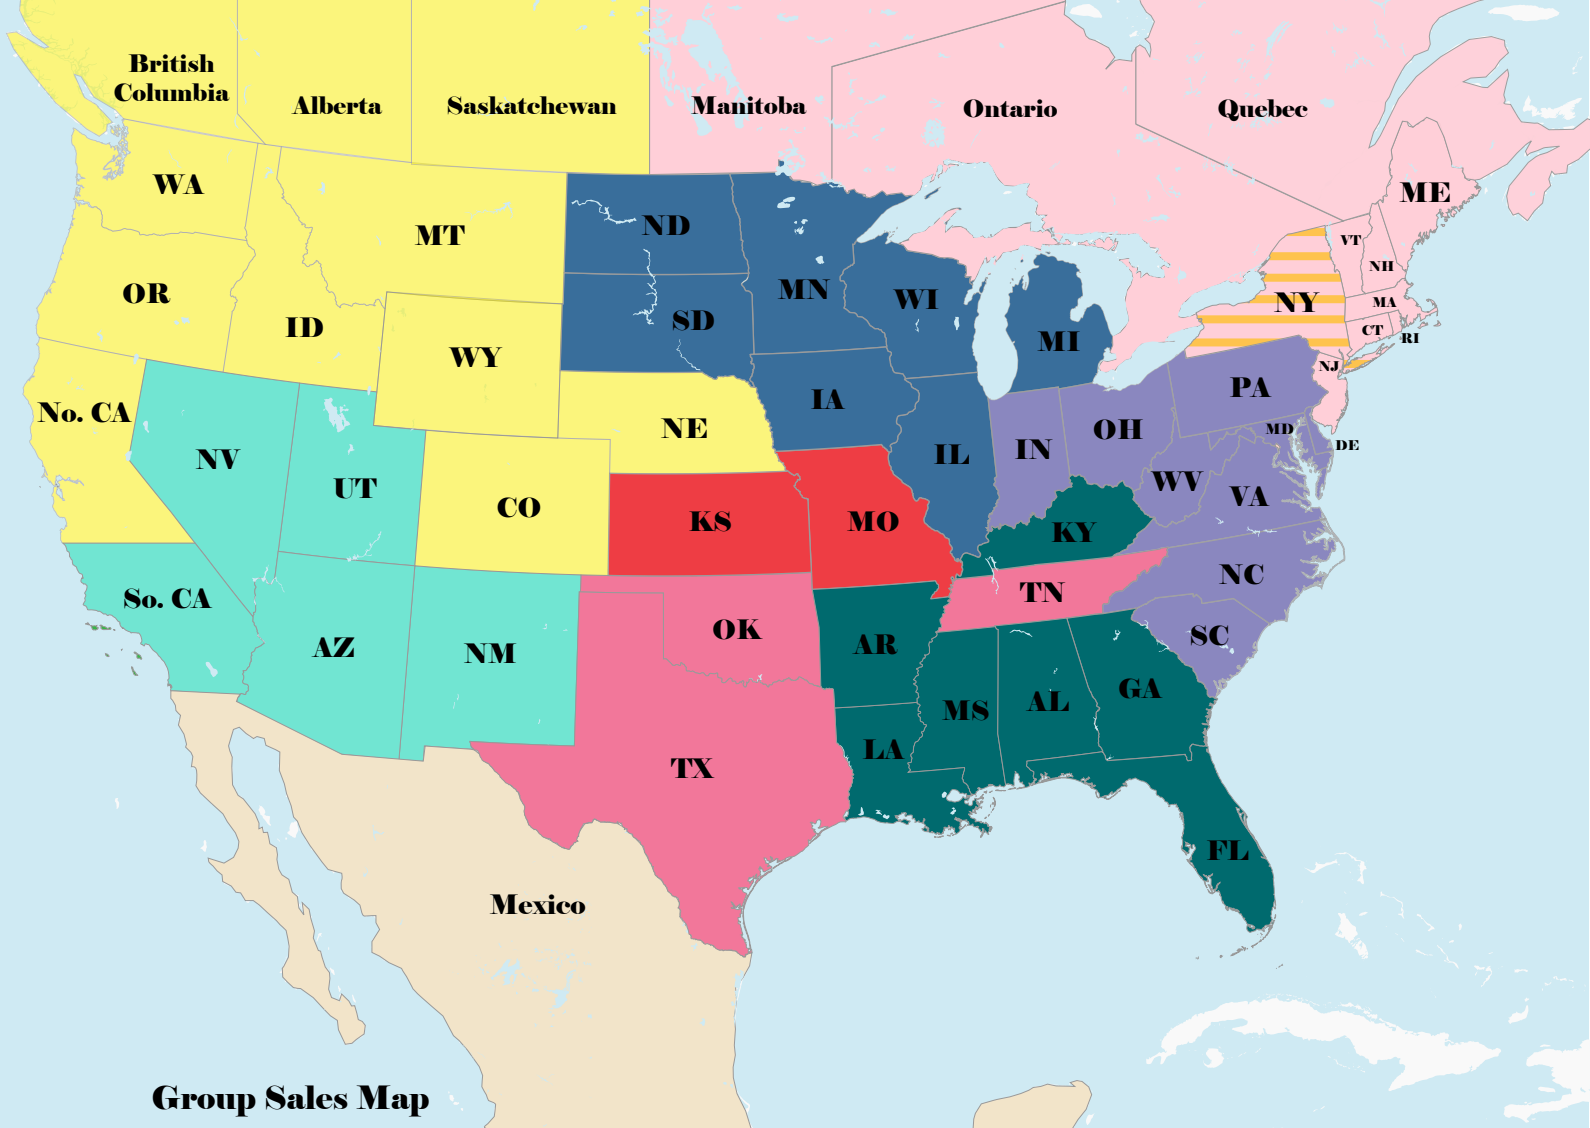 British
Columbia
Alberta
Saskatchewan
Manitoba
Ontario
Quebec
WA
MT
ND
ME
OR
ID
MN
WI
VT
NH
NY
MA
CT
RI
SD
WY
MI
NJ
No. CA
NE
IA
PA
NV
UT
CO
KS
MO
IL
IN
OH
MD
DE
WV
VA
KY
So. CA
AZ
NM
OK
AR
TN
NC
SC
TX
LA
MS
AL
GA
FL
Mexico
Group Sales Map